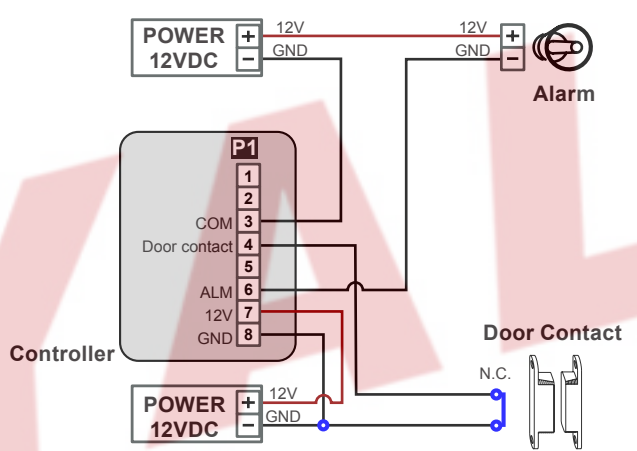 POWER + 12V 12V +
12VDC − GND GND −
Alarm
P1
1
2
COM 3
Door contact 4
5
ALM 6
12V 7
GND 8
Controller
Door Contact
N.C.
POWER + 12V
12VDC − GND
YAL